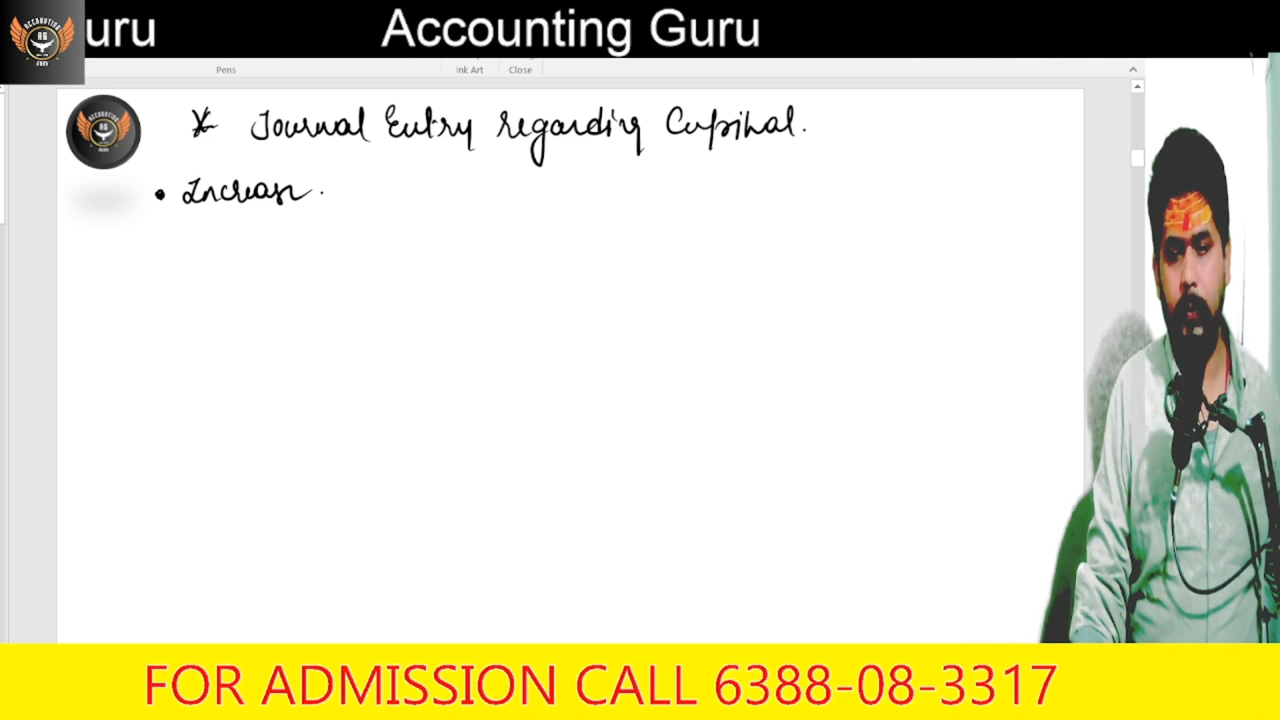 uru Accounting Guru
Pens Ink Art Close
Journal Entry regarding Capital.
• Increase.
FOR ADMISSION CALL 6388-08-3317